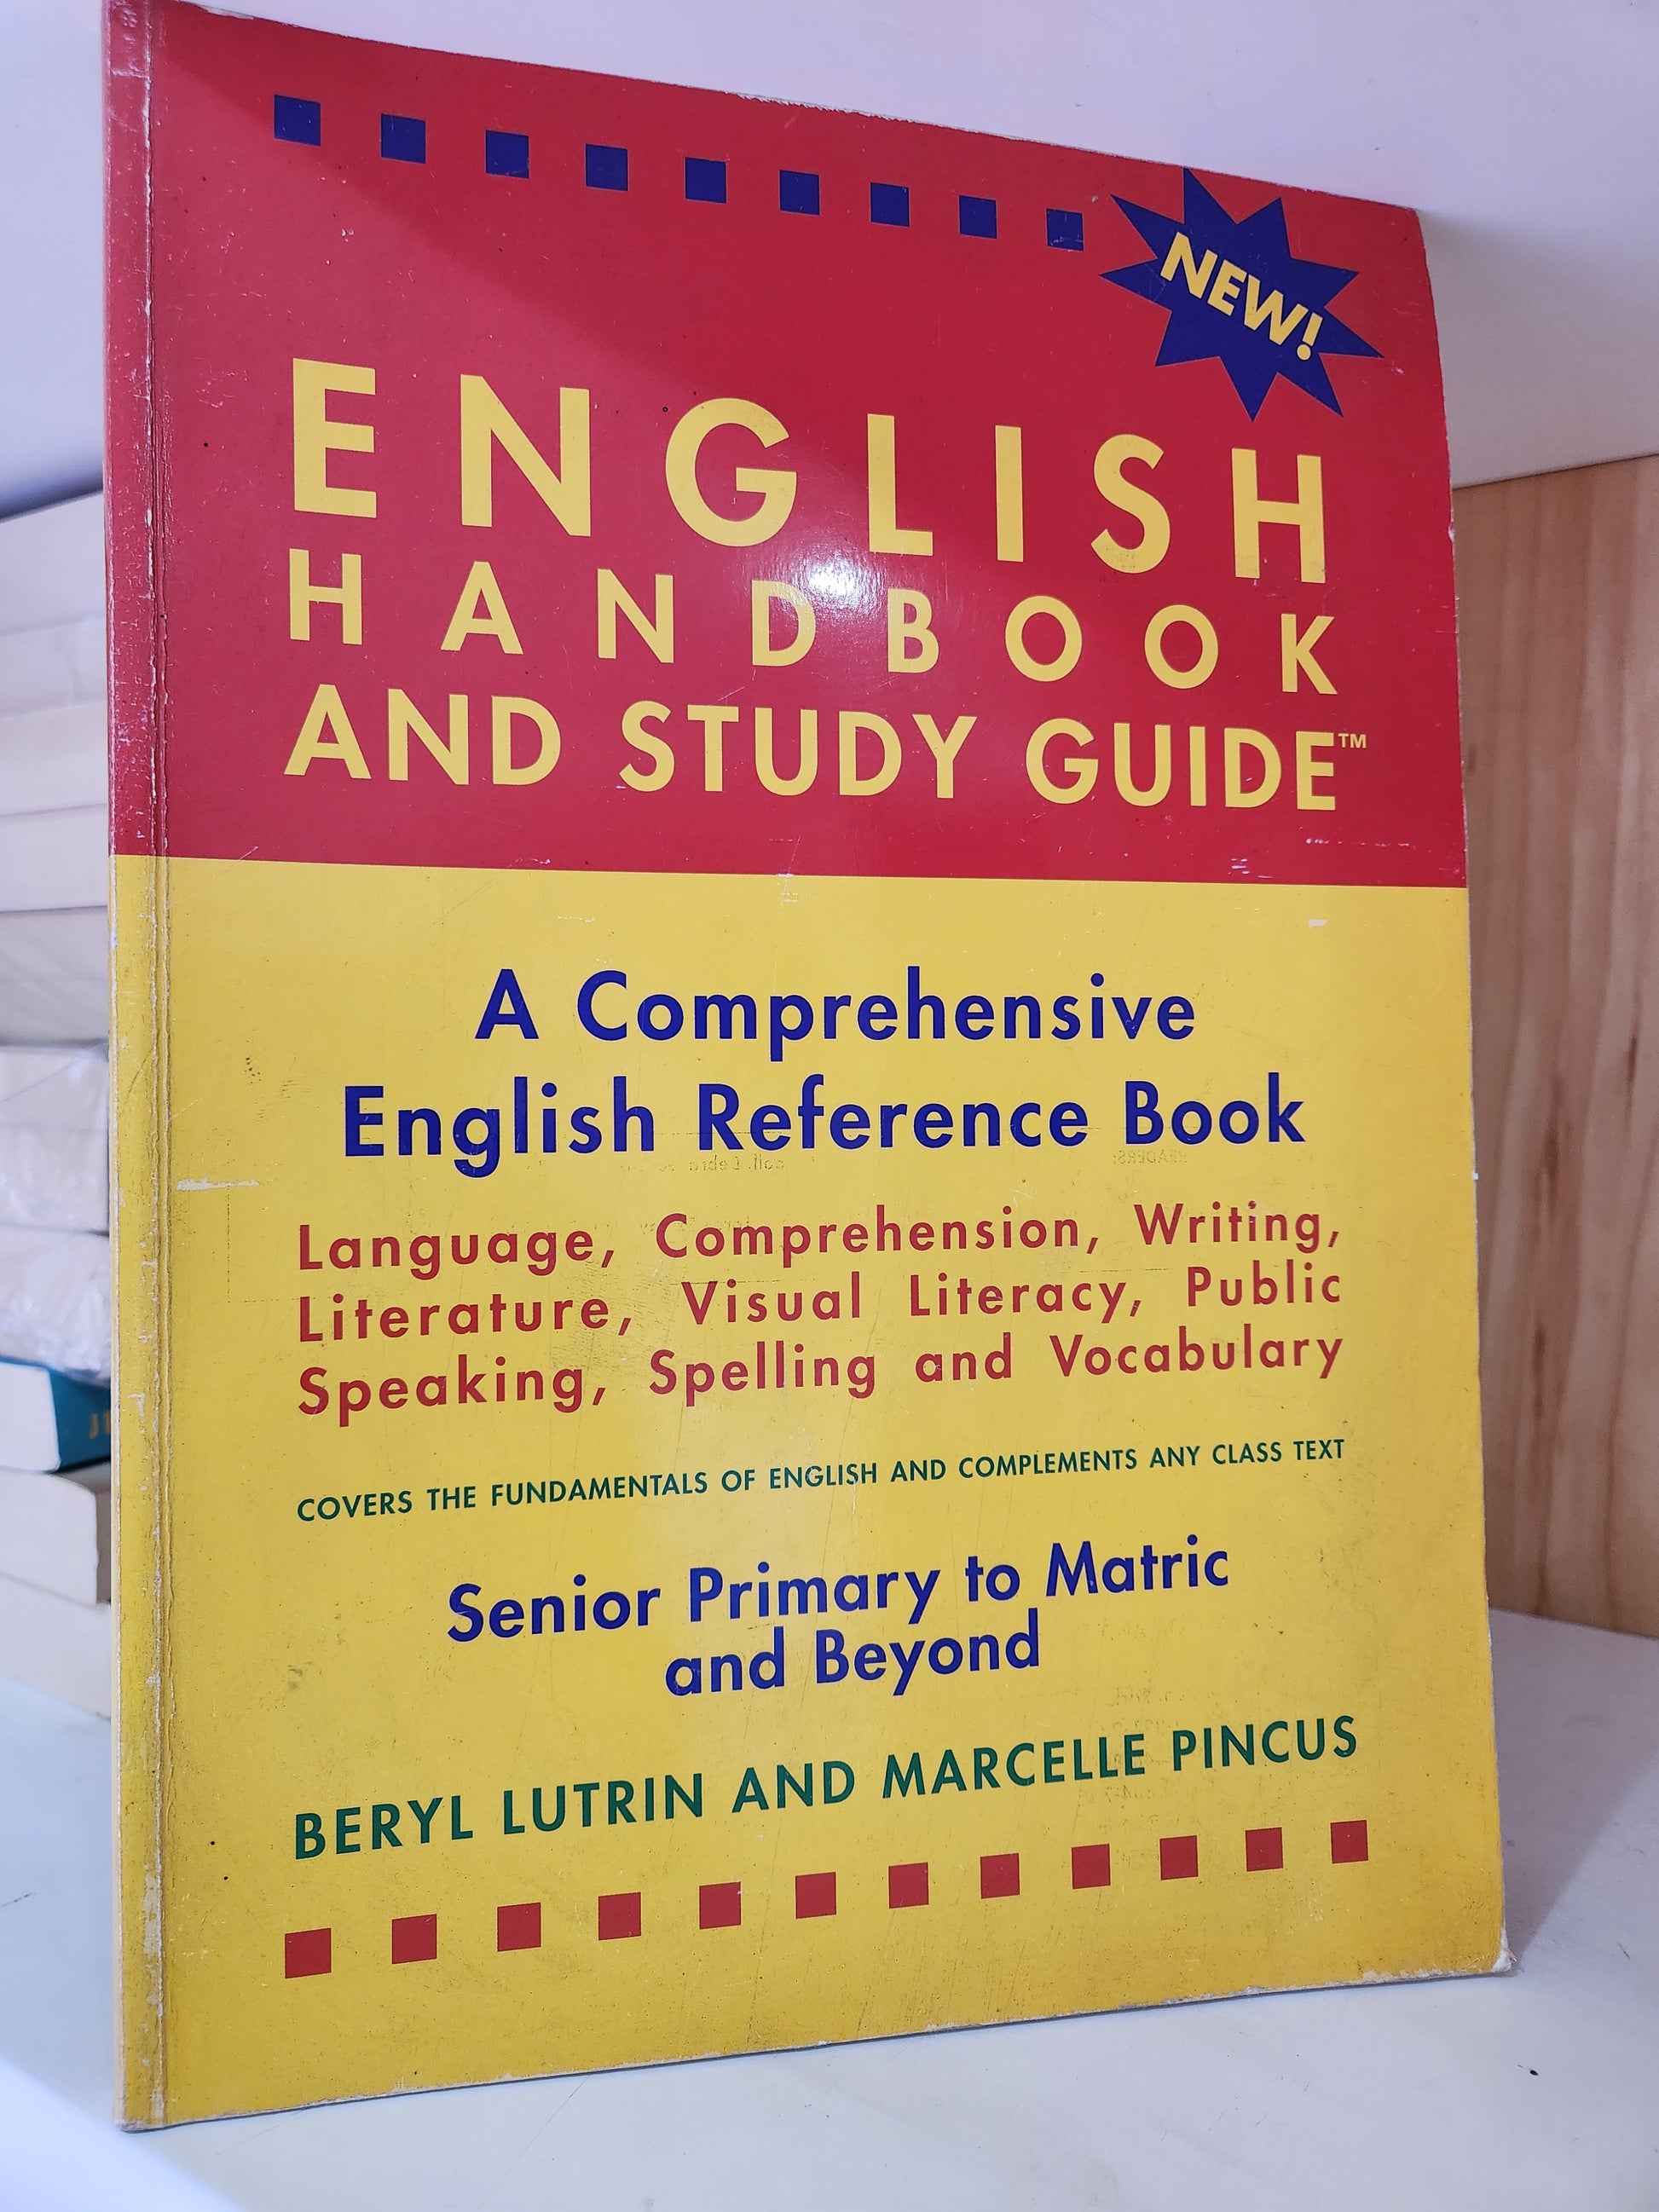 NEW!
ENGLISH
HANDBOOK
AND STUDY GUIDE™
A Comprehensive
English Reference Book
Language, Comprehension, Writing,
Literature, Visual Literacy, Public
Speaking, Spelling and Vocabulary
COVERS THE FUNDAMENTALS OF ENGLISH AND COMPLEMENTS ANY CLASS TEXT
Senior Primary to Matric
and Beyond
BERYL LUTRIN AND MARCELLE PINCUS